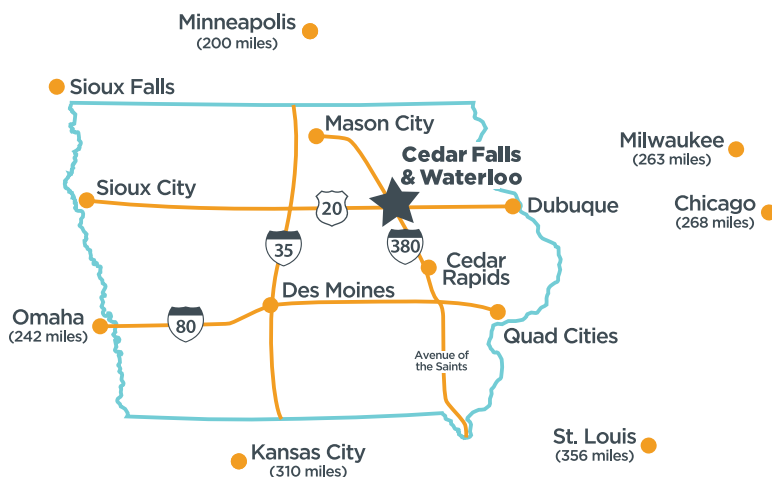 Minneapolis
(200 miles)
Sioux Falls
Mason City
Milwaukee
(263 miles)
Cedar Falls
& Waterloo
Sioux City
20
Dubuque
Chicago
(268 miles)
35
380
Cedar
Rapids
Des Moines
Omaha
(242 miles)
80
Quad Cities
Avenue of
the Saints
Kansas City
(310 miles)
St. Louis
(356 miles)